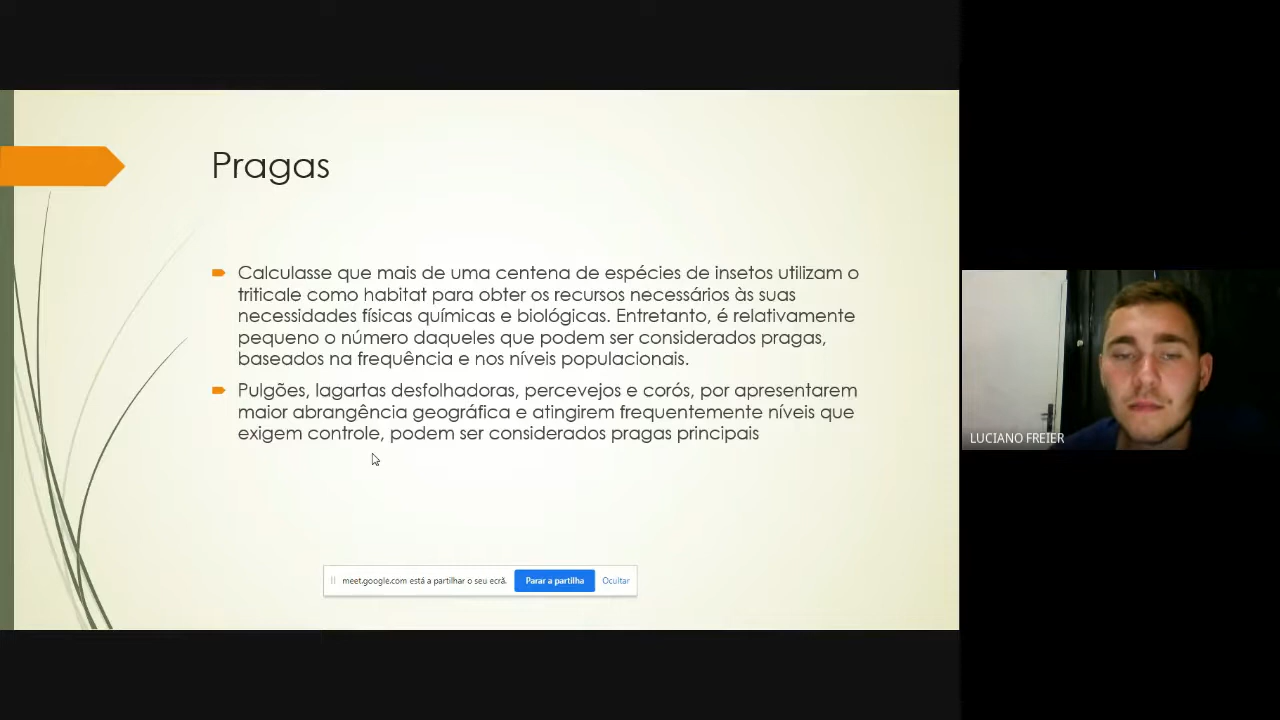 Pragas
Calculasse que mais de uma centena de espécies de insetos utilizam o
triticale como habitat para obter os recursos necessários às suas
necessidades físicas químicas e biológicas. Entretanto, é relativamente
pequeno o número daqueles que podem ser considerados pragas,
baseados na frequência e nos níveis populacionais.
Pulgões, lagartas desfolhadoras, percevejos e corós, por apresentarem
maior abrangência geográfica e atingirem frequentemente níveis que
exigem controle, podem ser considerados pragas principais
meet.google.com está a partilhar o seu ecrã. Parar a partilha Ocultar
LUCIANO FREIER